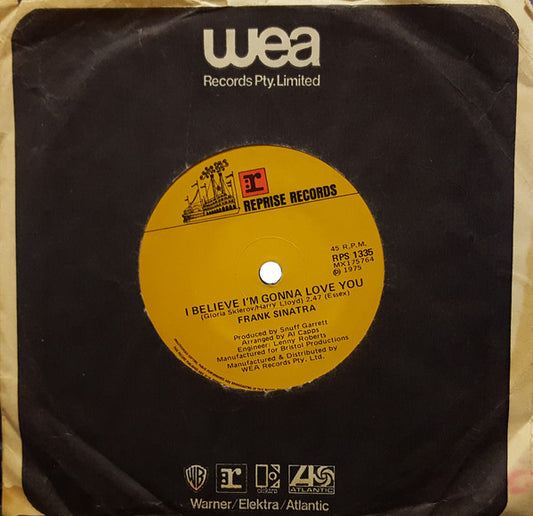 wea
Records Pty. Limited
r REPRISE RECORDS
45 R.P.M.
RPS 1335
MX175764
℗ 1975
I BELIEVE I'M GONNA LOVE YOU
(Gloria Sklerov/Harry Lloyd) 2.47 (Essex)
FRANK SINATRA
Produced by Snuff Garrett
Arranged by Al Capps
Engineer: Lenny Roberts
Manufactured for Bristol Productions
Manufactured & Distributed by
WEA Records Pty. Ltd.
WB r elektra ATLANTIC
Warner/Elektra/Atlantic